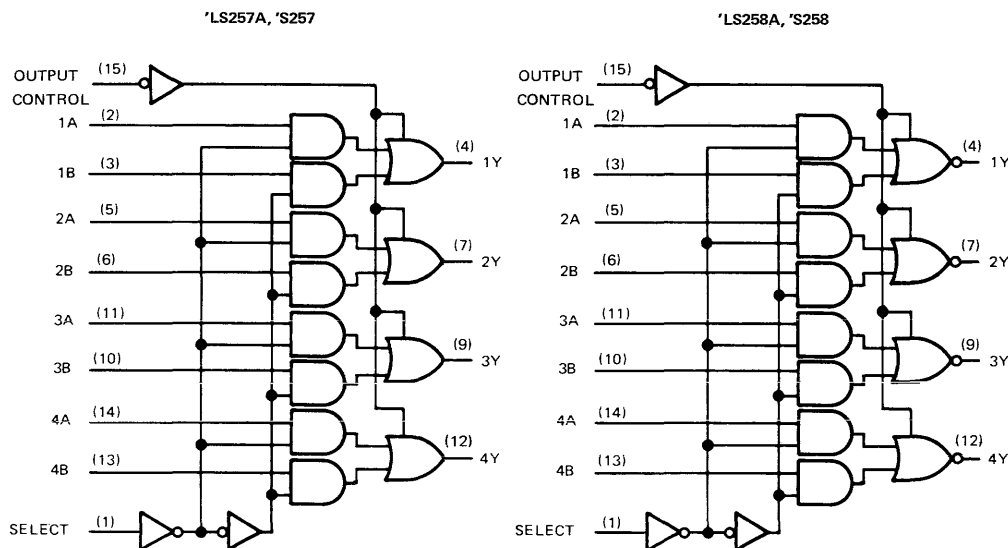 'LS257A, 'S257
OUTPUT CONTROL (15)
1A (2)
1B (3)
2A (5)
2B (6)
3A (11)
3B (10)
4A (14)
4B (13)
SELECT (1)
(4) 1Y
(7) 2Y
(9) 3Y
(12) 4Y
'LS258A, 'S258
OUTPUT CONTROL (15)
1A (2)
1B (3)
2A (5)
2B (6)
3A (11)
3B (10)
4A (14)
4B (13)
SELECT (1)
(4) 1Y
(7) 2Y
(9) 3Y
(12) 4Y